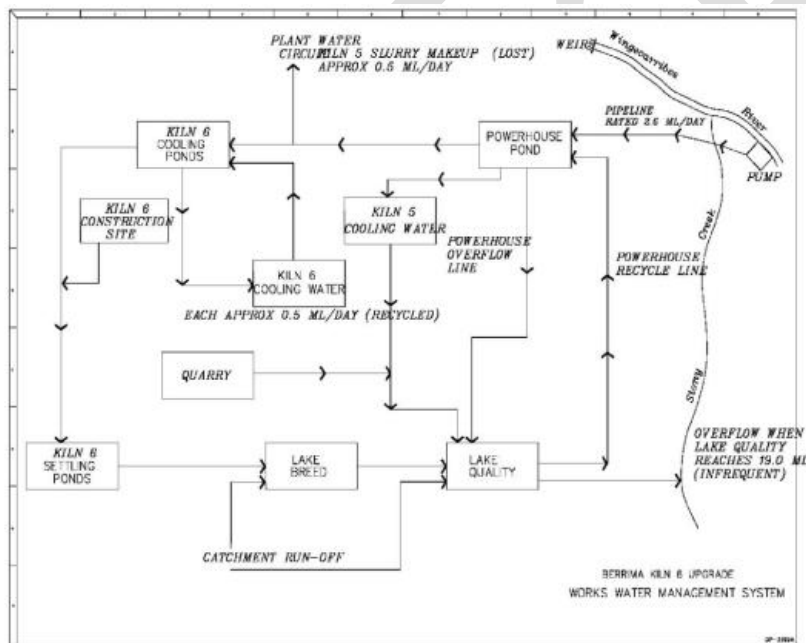 PLANT WATER
CIRCUIT
KILN 5 SLURRY MAKEUP (LOST)
APPROX 0.5 ML/DAY
WEIR
Wingecarribee
River
PIPELINE
RATED 2.6 ML/DAY
PUMP
KILN 6
COOLING
PONDS
POWERHOUSE
POND
KILN 6
CONSTRUCTION
SITE
KILN 5
COOLING WATER
POWERHOUSE
OVERFLOW
LINE
POWERHOUSE
RECYCLE LINE
Creek
Stony
KILN 6
COOLING WATER
EACH APPROX 0.5 ML/DAY (RECYCLED)
QUARRY
KILN 6
SETTLING
PONDS
LAKE
BREED
LAKE
QUALITY
OVERFLOW WHEN
LAKE QUALITY
REACHES 19.0 ML
(INFREQUENT)
CATCHMENT RUN-OFF
BERRIMA KILN 6 UPGRADE
WORKS WATER MANAGEMENT SYSTEM